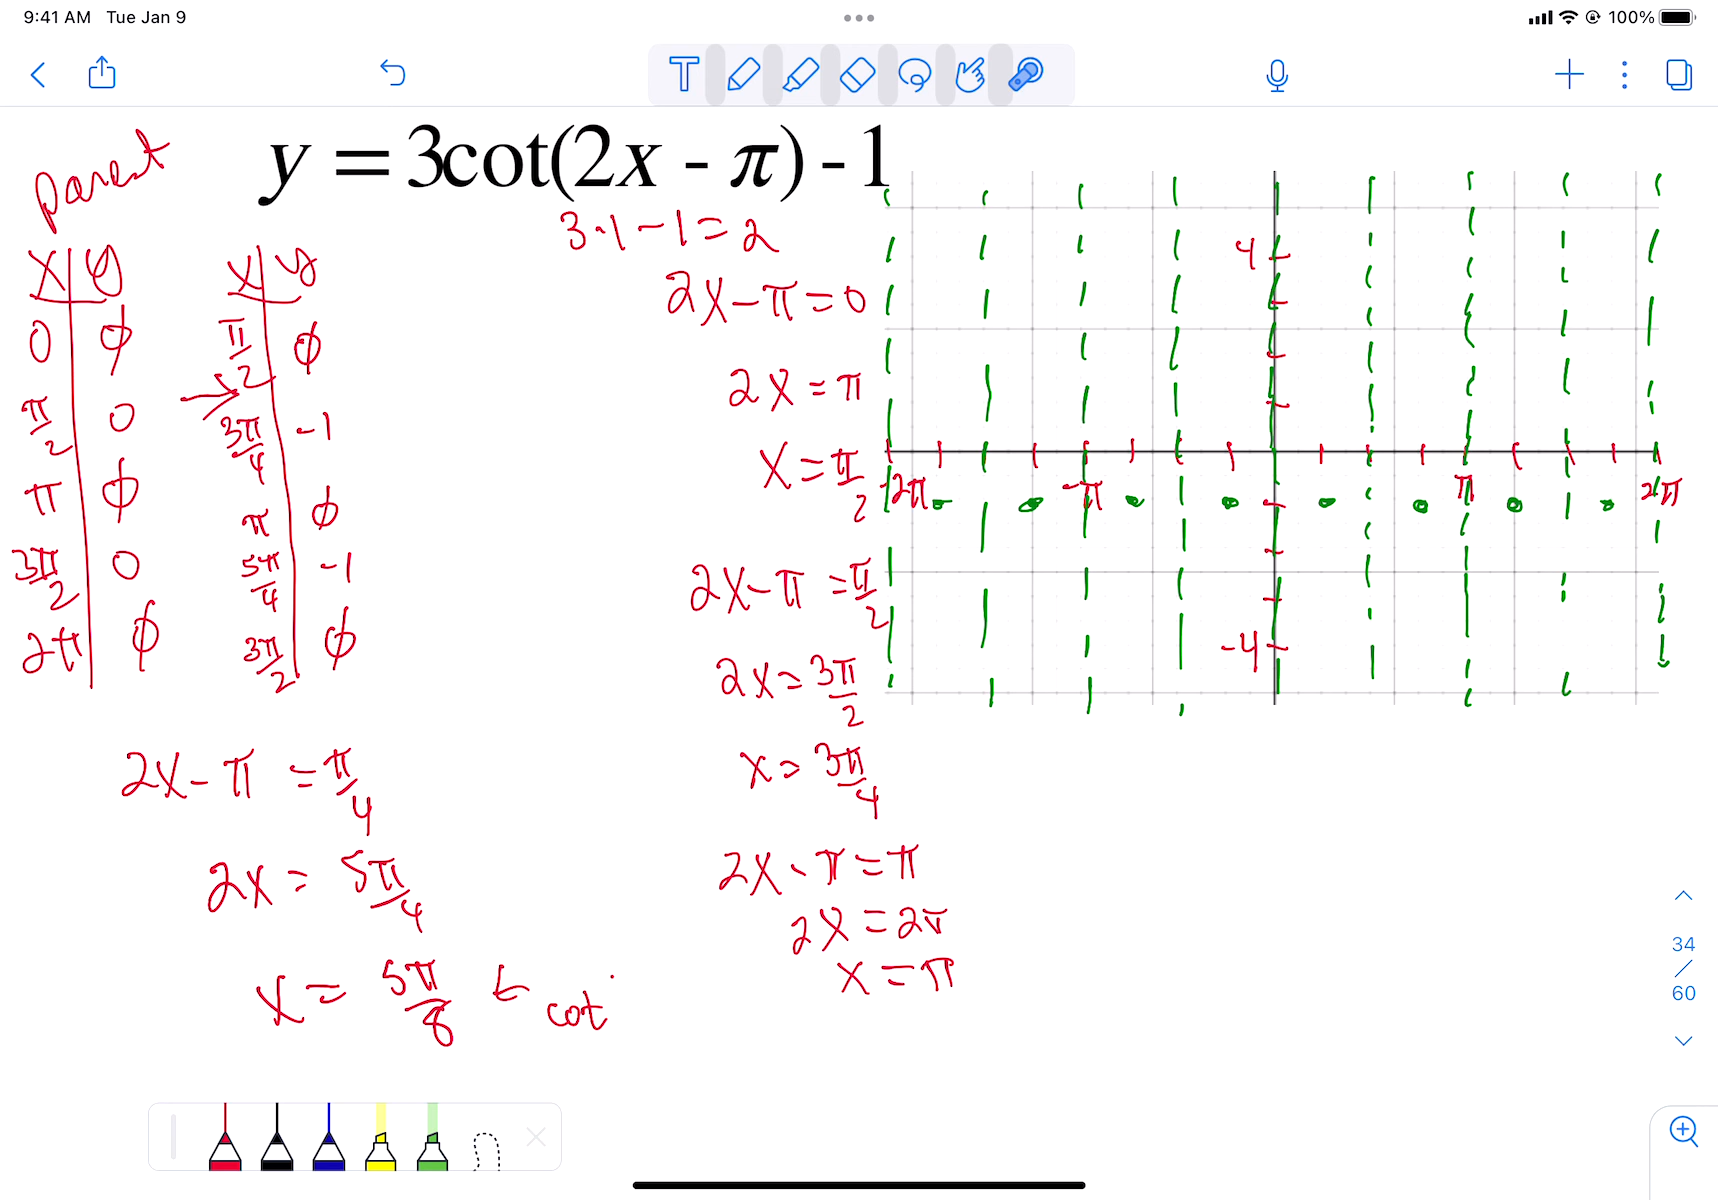 9:41 AM Tue Jan 9
100%
T
y = 3cot(2x - π) - 1
parent
x | y
0 | ϕ
π/2 | 0
π | ϕ
3π/2 | 0
2π | ϕ
x | y
π/2 | ϕ
3π/4 | -1
π | ϕ
5π/4 | -1
3π/2 | ϕ
3·1-1=2
2x-π=0
2x=π
x=π/2
2x-π=π/2
2x=3π/2
x=3π/4
2x-π=π
2x=2π
x=π
2x-π=π/4
2x=5π/4
x=5π/8
cot
4
-2π -π π 2π
-4
34
/
60